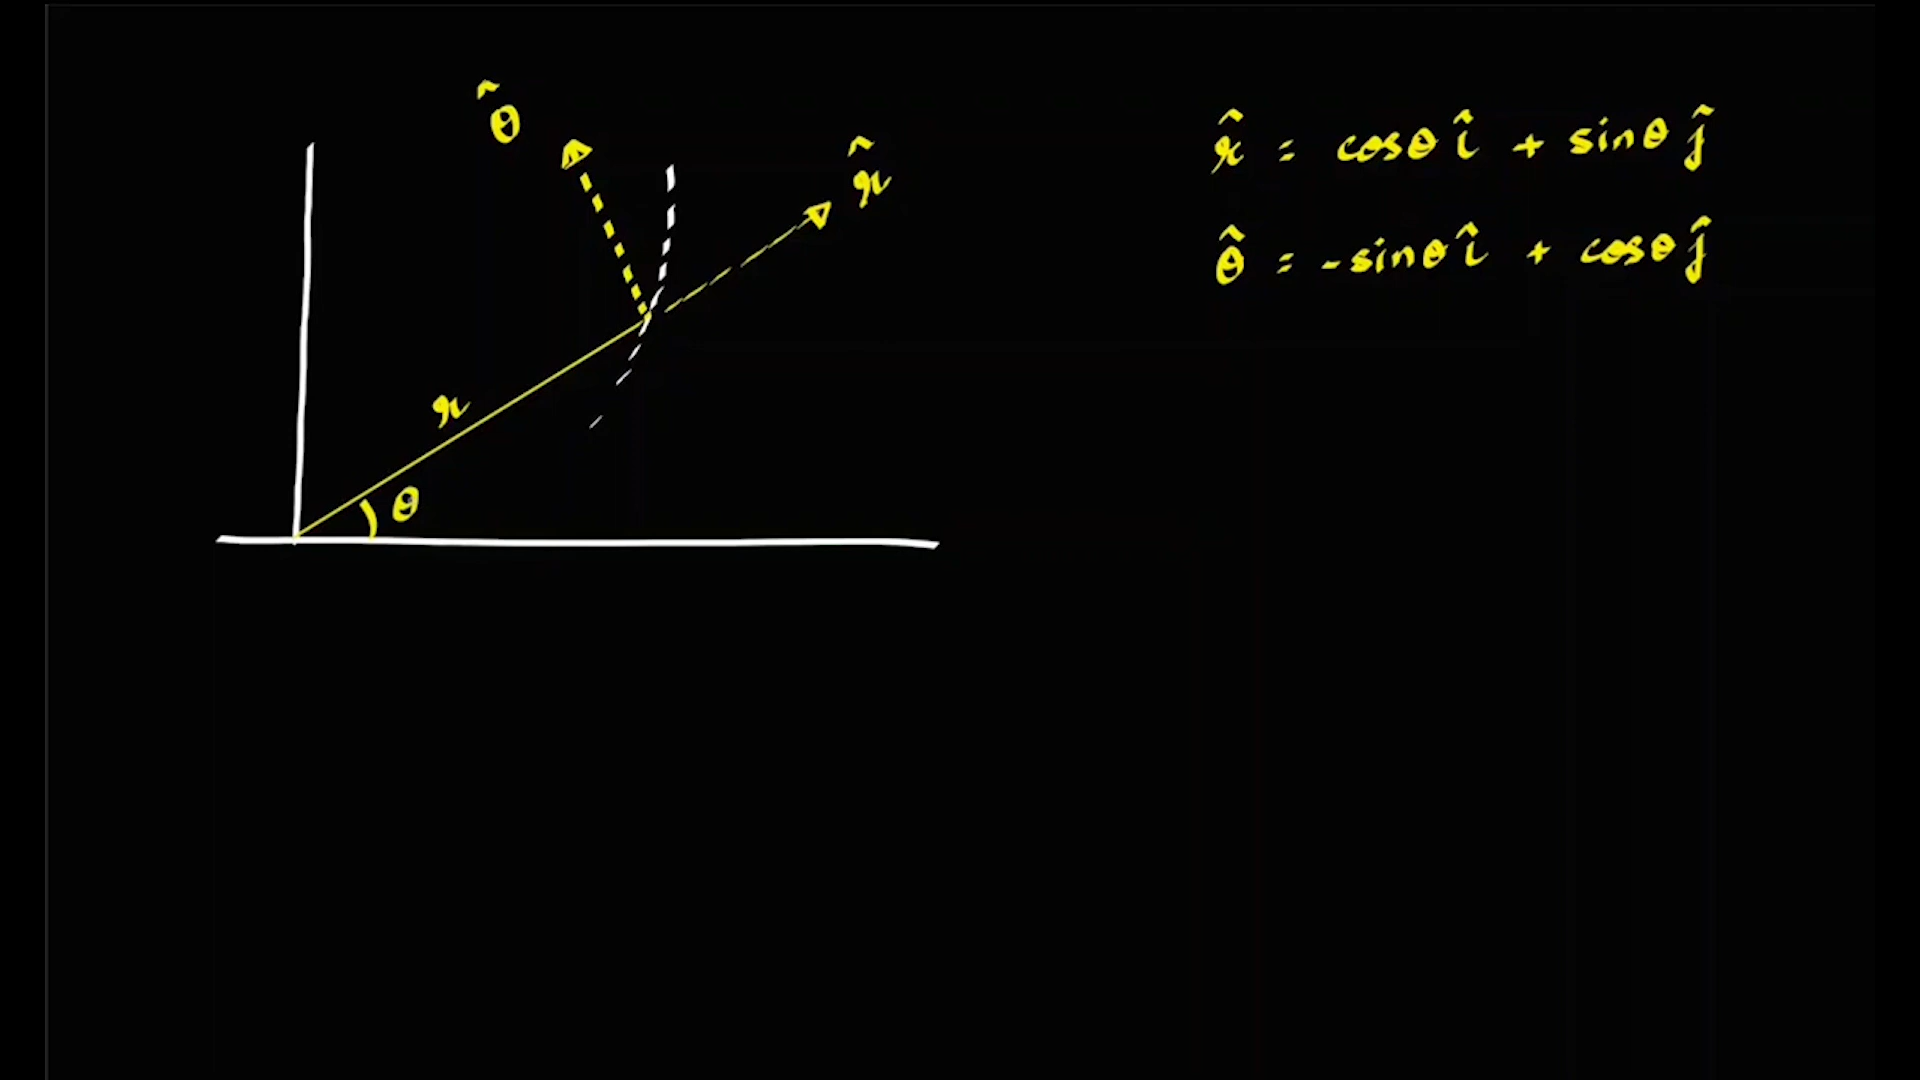 θ̂
r̂
r̂ = cosθ î + sinθ ĵ
θ̂ = -sinθ î + cosθ ĵ
r
θ